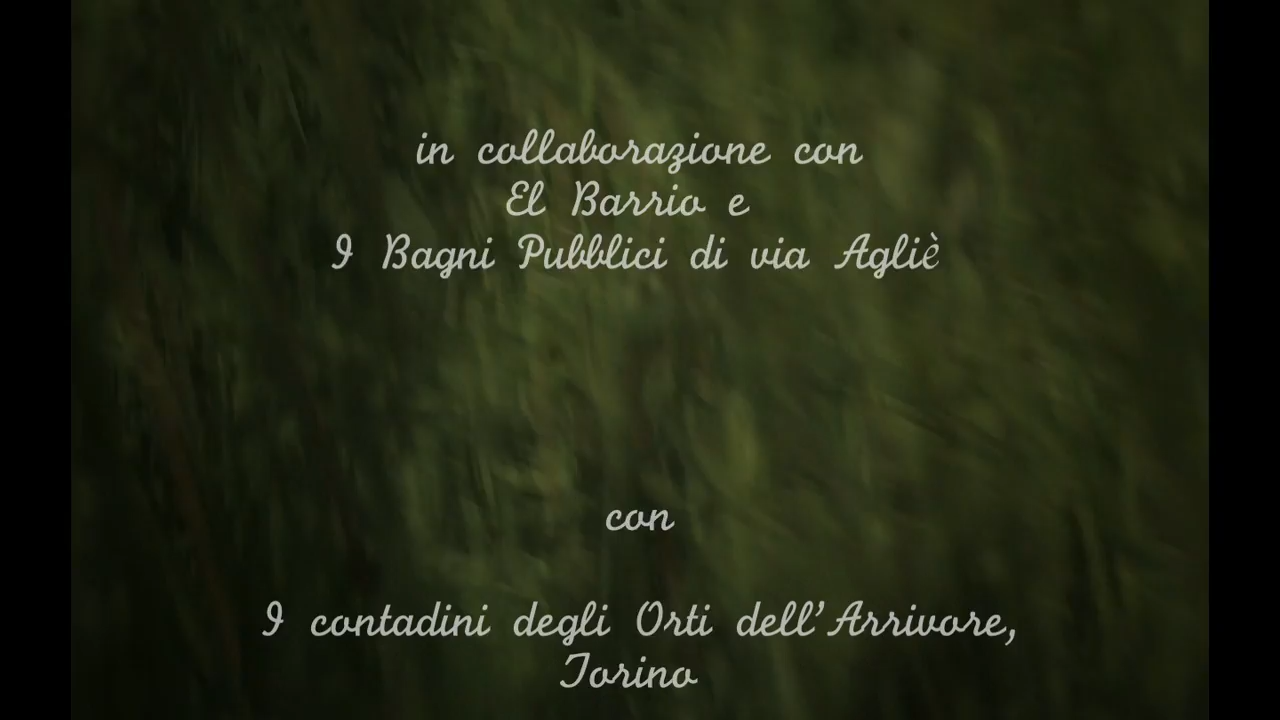 in collaborazione con
El Barrio e
I Bagni Pubblici di via Agliè
con
I contadini degli Orti dell'Arrivore,
Torino